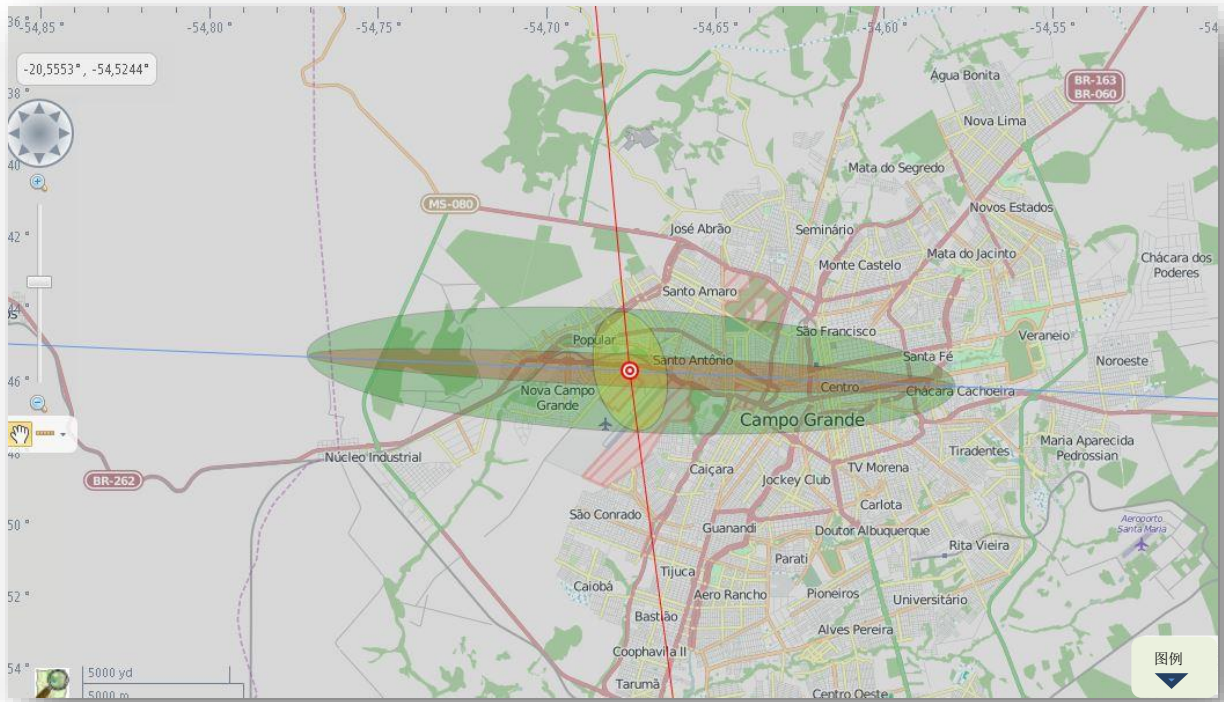 36 °
-54,85 °
-54,80 °
-54,75 °
-54,70 °
-54,65 °
-54,60 °
-54,55 °
-54
-20,5553°, -54,5244°
Água Bonita
BR-163
BR-060
38 °
Nova Lima
40
Mata do Segredo
MS-080
Novos Estados
42 °
José Abrão
Seminário
Mata do Jacinto
Monte Castelo
Chácara dos
Poderes
Santo Amaro
44 °
São Francisco
Veraneio
Popular
Santo Antônio
Santa Fé
Noroeste
46 °
Centro
Nova Campo
Grande
Chácara Cachoeira
Campo Grande
Maria Aparecida
Pedrossian
48 °
Núcleo Industrial
Tiradentes
Caiçara
TV Morena
BR-262
Jockey Club
Carlota
São Conrado
50 °
Guanandi
Doutor Albuquerque
Aeroporto
Santa Maria
Rita Vieira
Parati
Tijuca
Caiobá
Aero Rancho
Pioneiros
52 °
Universitário
Bastião
Alves Pereira
Coophavila II
54 °
5000 yd
图例
Tarumã
5000 m
Centro Oeste